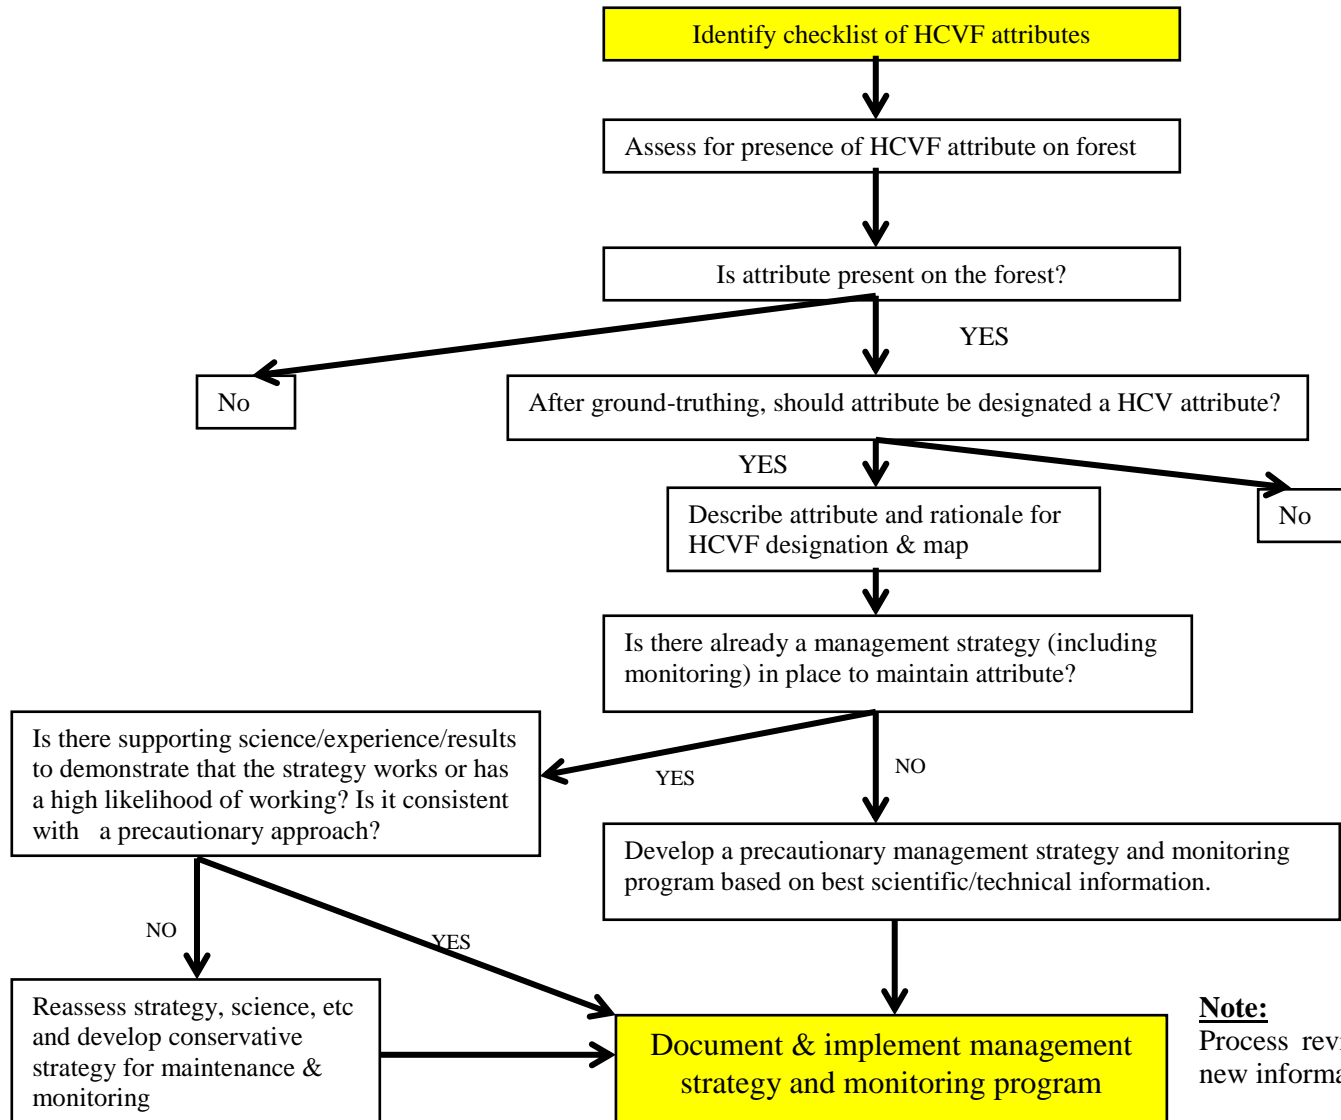 Identify checklist of HCVF attributes
Assess for presence of HCVF attribute on forest
Is attribute present on the forest?
YES
No
After ground-truthing, should attribute be designated a HCV attribute?
YES
Describe attribute and rationale for
HCVF designation & map
No
Is there already a management strategy (including
monitoring) in place to maintain attribute?
Is there supporting science/experience/results
to demonstrate that the strategy works or has
a high likelihood of working? Is it consistent
with a precautionary approach?
YES
NO
Develop a precautionary management strategy and monitoring
program based on best scientific/technical information.
NO
YES
Reassess strategy, science, etc
and develop conservative
strategy for maintenance &
monitoring
Document & implement management
strategy and monitoring program
Note:
Process
new